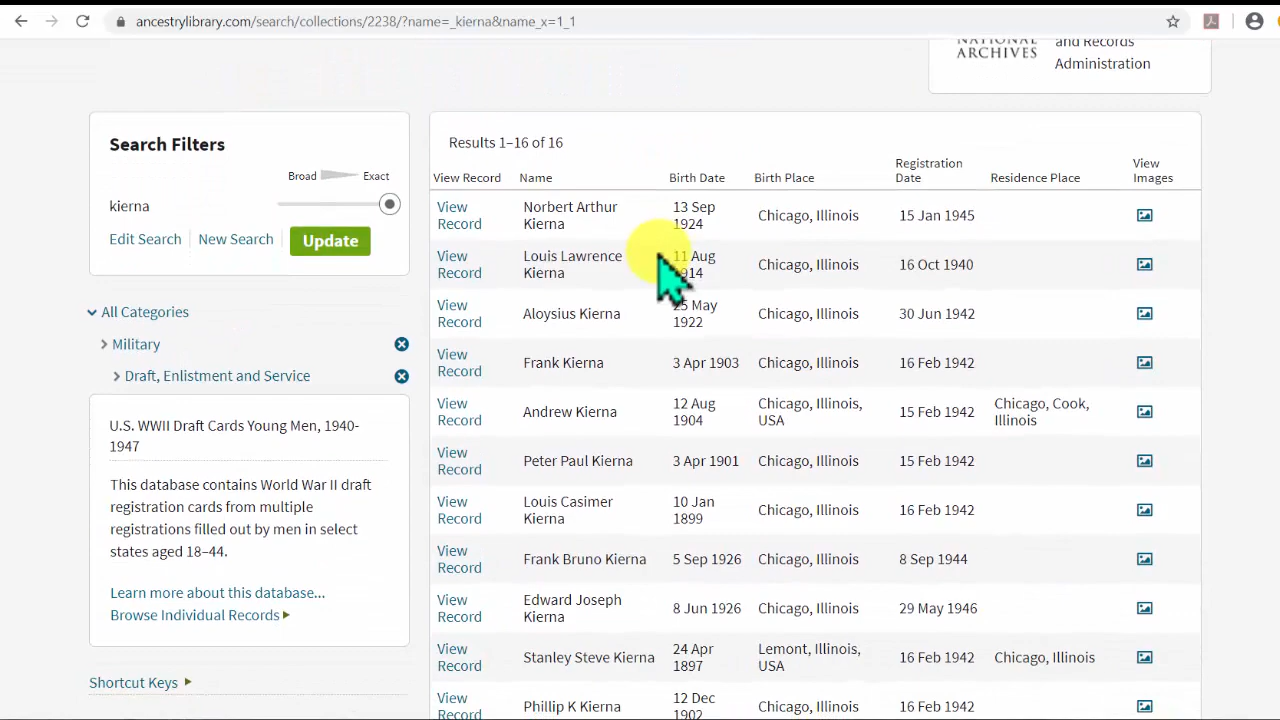 ancestrylibrary.com/search/collections/2238/?name=_kierna&name_x=1_1
NATIONAL
ARCHIVES
and Records
Administration
Search Filters
Broad Exact
kierna
Edit Search New Search Update
All Categories
Military
Draft, Enlistment and Service
U.S. WWII Draft Cards Young Men, 1940-
1947
This database contains World War II draft
registration cards from multiple
registrations filled out by men in select
states aged 18–44.
Learn more about this database...
Browse Individual Records
Shortcut Keys
Results 1–16 of 16
View Record Name Birth Date Birth Place Registration
Date Residence Place View
Images
View
Record Norbert Arthur
Kierna 13 Sep
1924 Chicago, Illinois 15 Jan 1945
View
Record Louis Lawrence
Kierna 11 Aug
1914 Chicago, Illinois 16 Oct 1940
View
Record Aloysius Kierna 25 May
1922 Chicago, Illinois 30 Jun 1942
View
Record Frank Kierna 3 Apr 1903 Chicago, Illinois 16 Feb 1942
View
Record Andrew Kierna 12 Aug
1904 Chicago, Illinois,
USA 15 Feb 1942 Chicago, Cook,
Illinois
View
Record Peter Paul Kierna 3 Apr 1901 Chicago, Illinois 15 Feb 1942
View
Record Louis Casimer
Kierna 10 Jan
1899 Chicago, Illinois 16 Feb 1942
View
Record Frank Bruno Kierna 5 Sep 1926 Chicago, Illinois 8 Sep 1944
View
Record Edward Joseph
Kierna 8 Jun 1926 Chicago, Illinois 29 May 1946
View
Record Stanley Steve Kierna 24 Apr
1897 Lemont, Illinois,
USA 16 Feb 1942 Chicago, Illinois
View
Record Phillip K Kierna 12 Dec
1902 Chicago, Illinois 16 Feb 1942